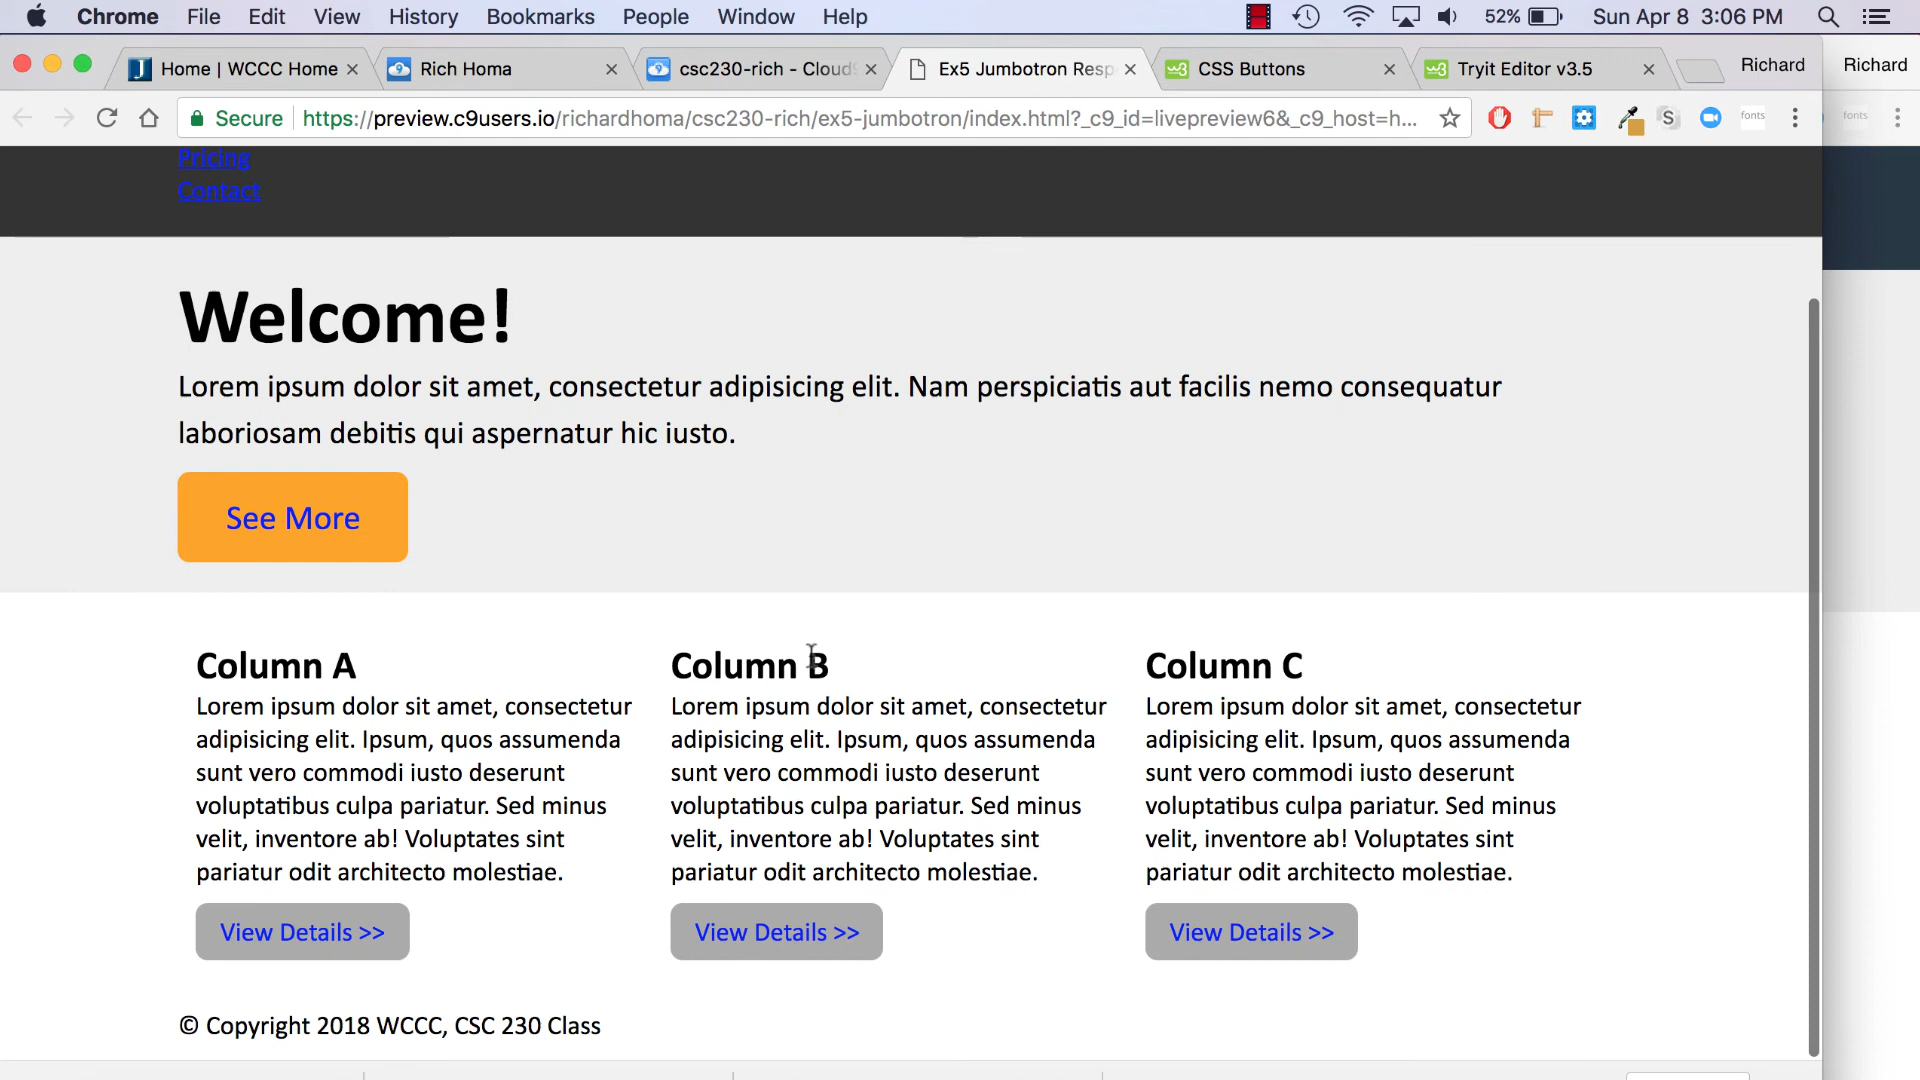 Chrome File Edit View History Bookmarks People Window Help 52% Sun Apr 8 3:06 PM
Home | WCCC Home
Rich Homa
csc230-rich - Cloud9
Ex5 Jumbotron Resp
CSS Buttons
Tryit Editor v3.5
Richard
Richard
Secure https://preview.c9users.io/richardhoma/csc230-rich/ex5-jumbotron/index.html?_c9_id=livepreview6&_c9_host=h...
fonts
fonts
Pricing
Contact
Welcome!
Lorem ipsum dolor sit amet, consectetur adipisicing elit. Nam perspiciatis aut facilis nemo consequatur
laboriosam debitis qui aspernatur hic iusto.
See More
Column A
Lorem ipsum dolor sit amet, consectetur
adipisicing elit. Ipsum, quos assumenda
sunt vero commodi iusto deserunt
voluptatibus culpa pariatur. Sed minus
velit, inventore ab! Voluptates sint
pariatur odit architecto molestiae.
View Details >>
Column B
Lorem ipsum dolor sit amet, consectetur
adipisicing elit. Ipsum, quos assumenda
sunt vero commodi iusto deserunt
voluptatibus culpa pariatur. Sed minus
velit, inventore ab! Voluptates sint
pariatur odit architecto molestiae.
View Details >>
Column C
Lorem ipsum dolor sit amet, consectetur
adipisicing elit. Ipsum, quos assumenda
sunt vero commodi iusto deserunt
voluptatibus culpa pariatur. Sed minus
velit, inventore ab! Voluptates sint
pariatur odit architecto molestiae.
View Details >>
© Copyright 2018 WCCC, CSC 230 Class